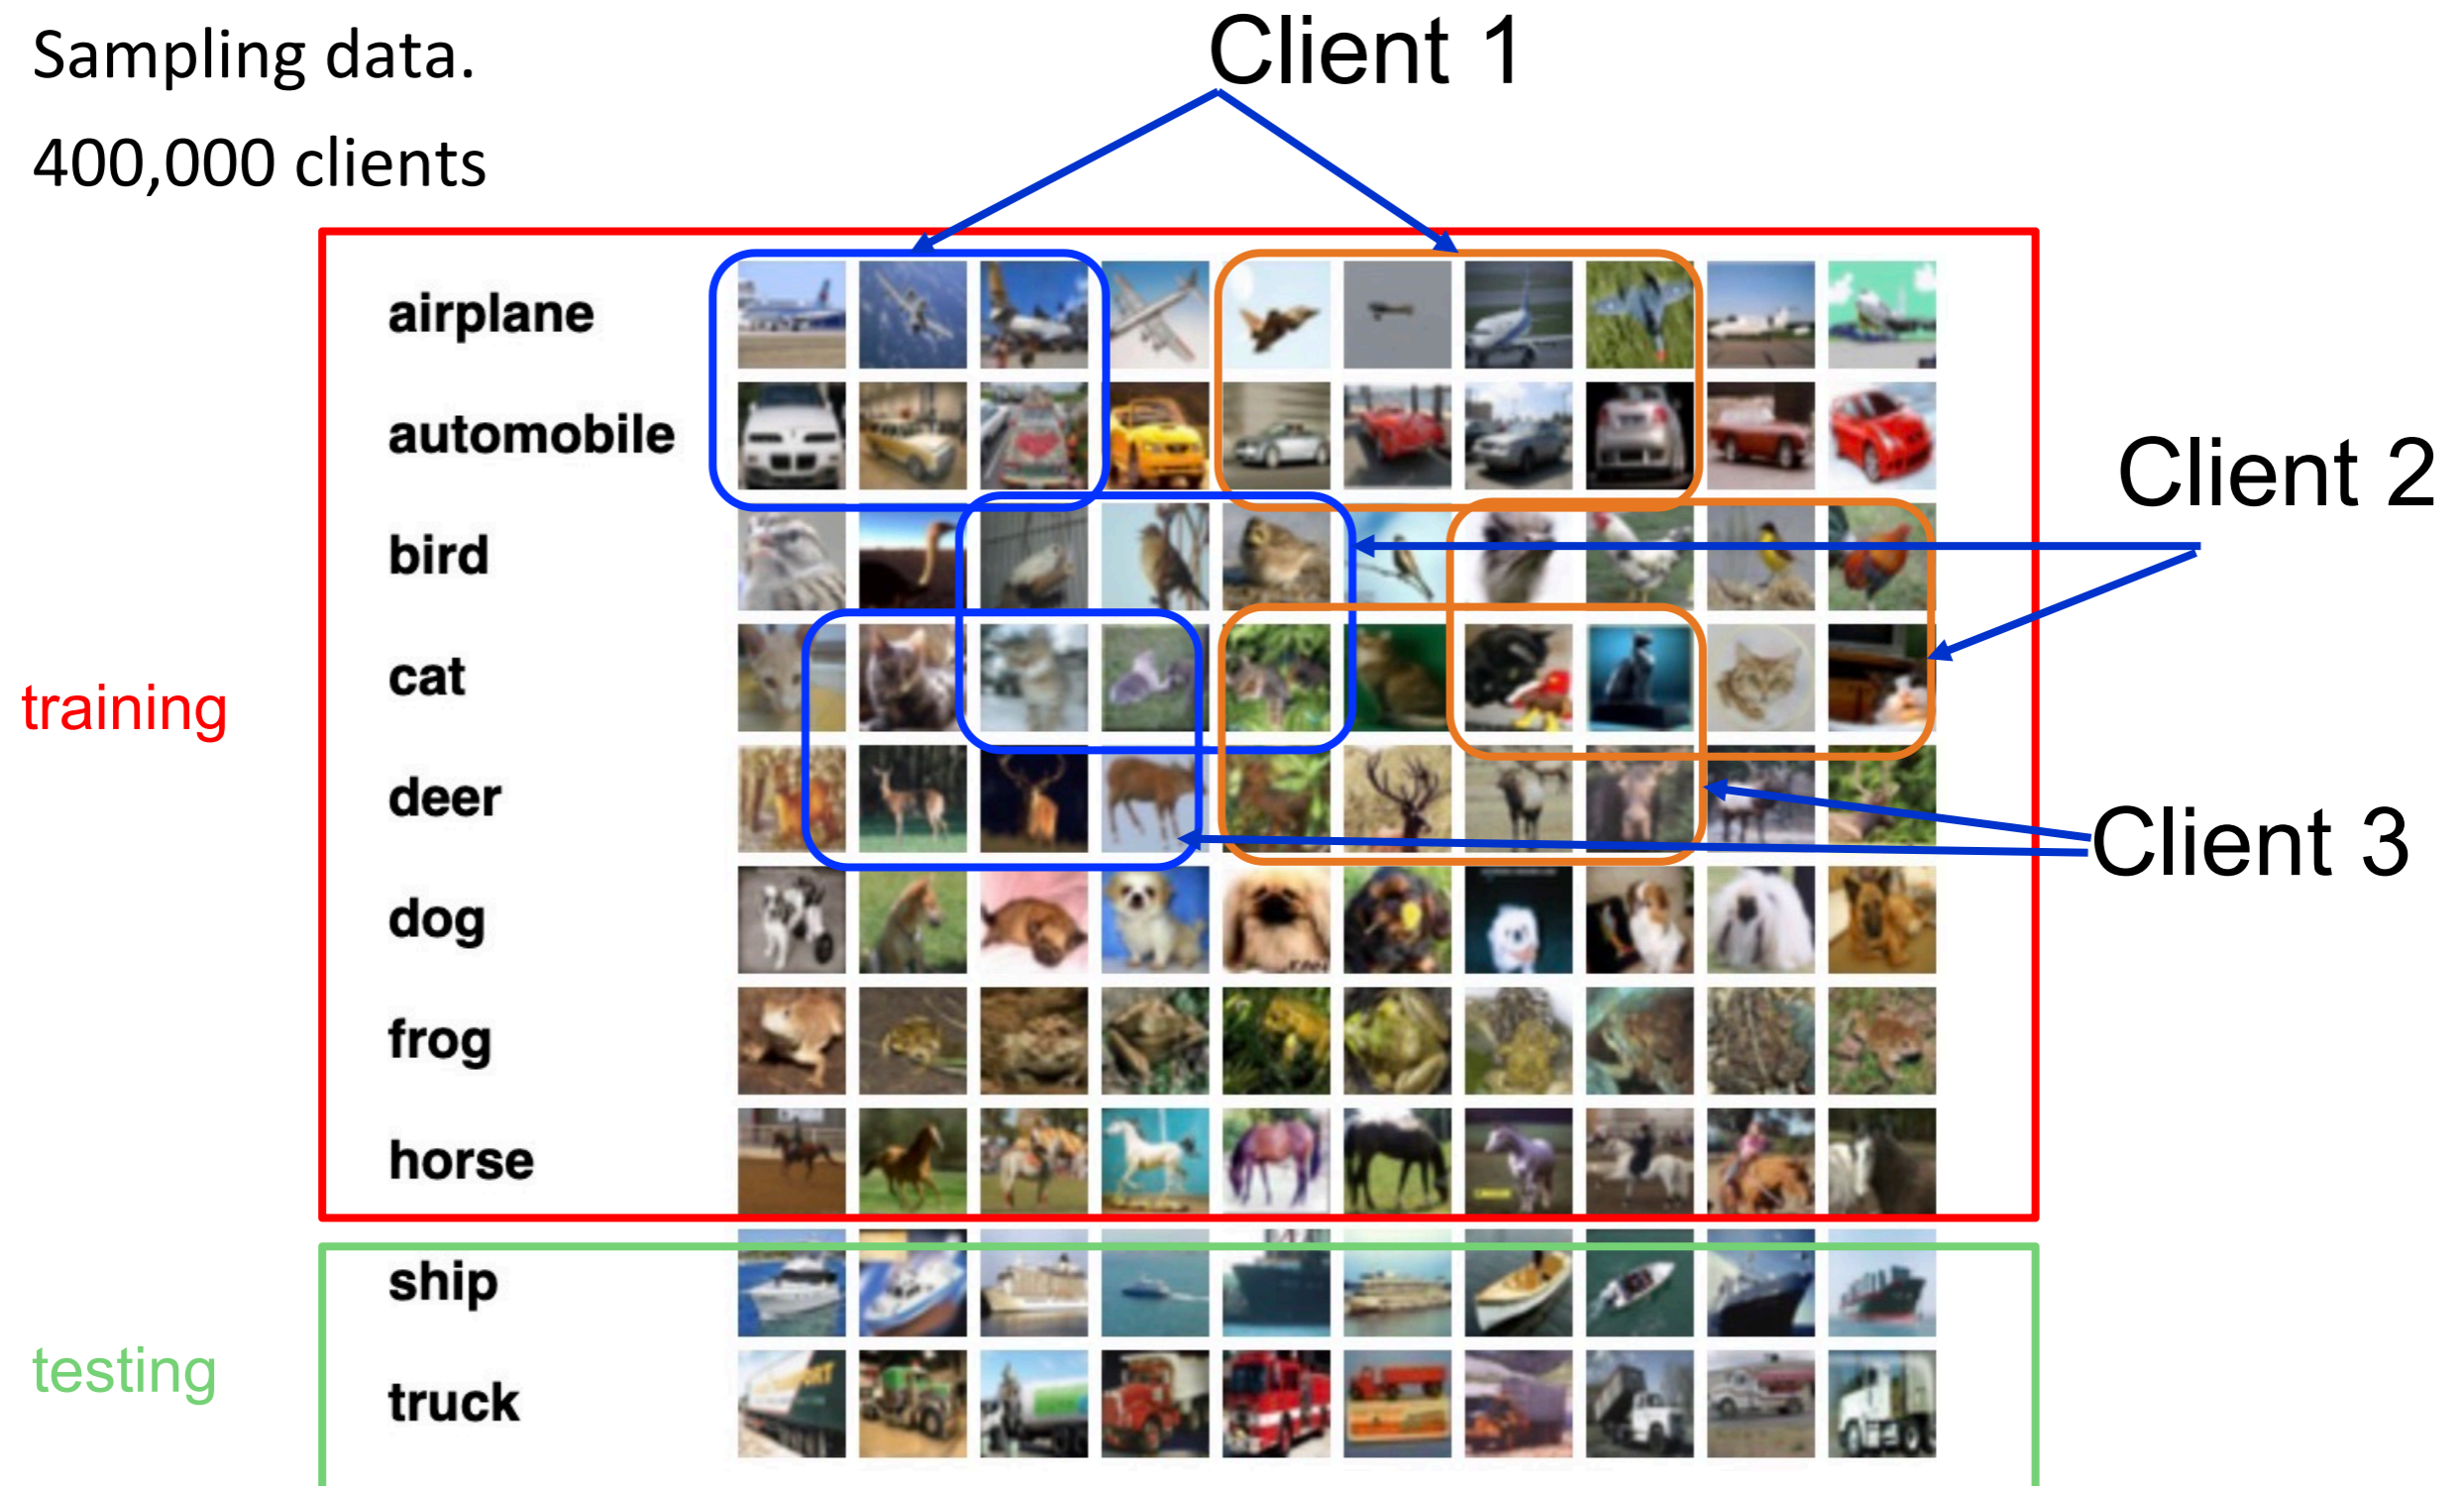 Sampling data.
400,000 clients
Client 1
airplane
automobile
Client 2
bird
training
cat
deer
Client 3
dog
frog
horse
ship
testing
truck